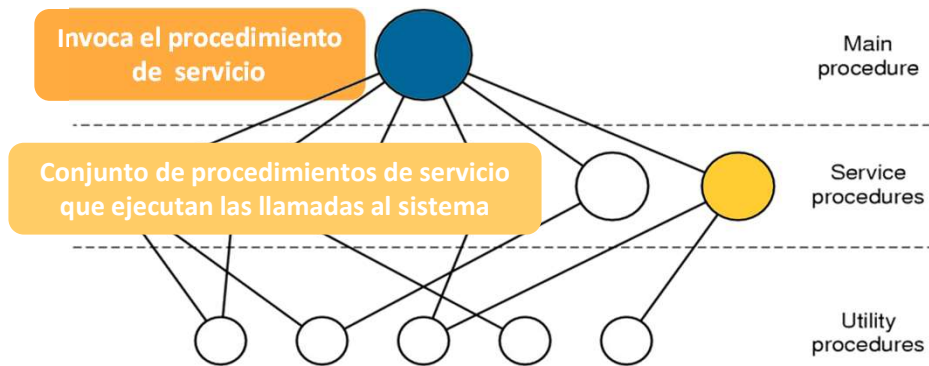 Invoca el procedimiento
de servicio
Main
procedure
Conjunto de procedimientos de servicio
que ejecutan las llamadas al sistema
Service
procedures
Utility
procedures